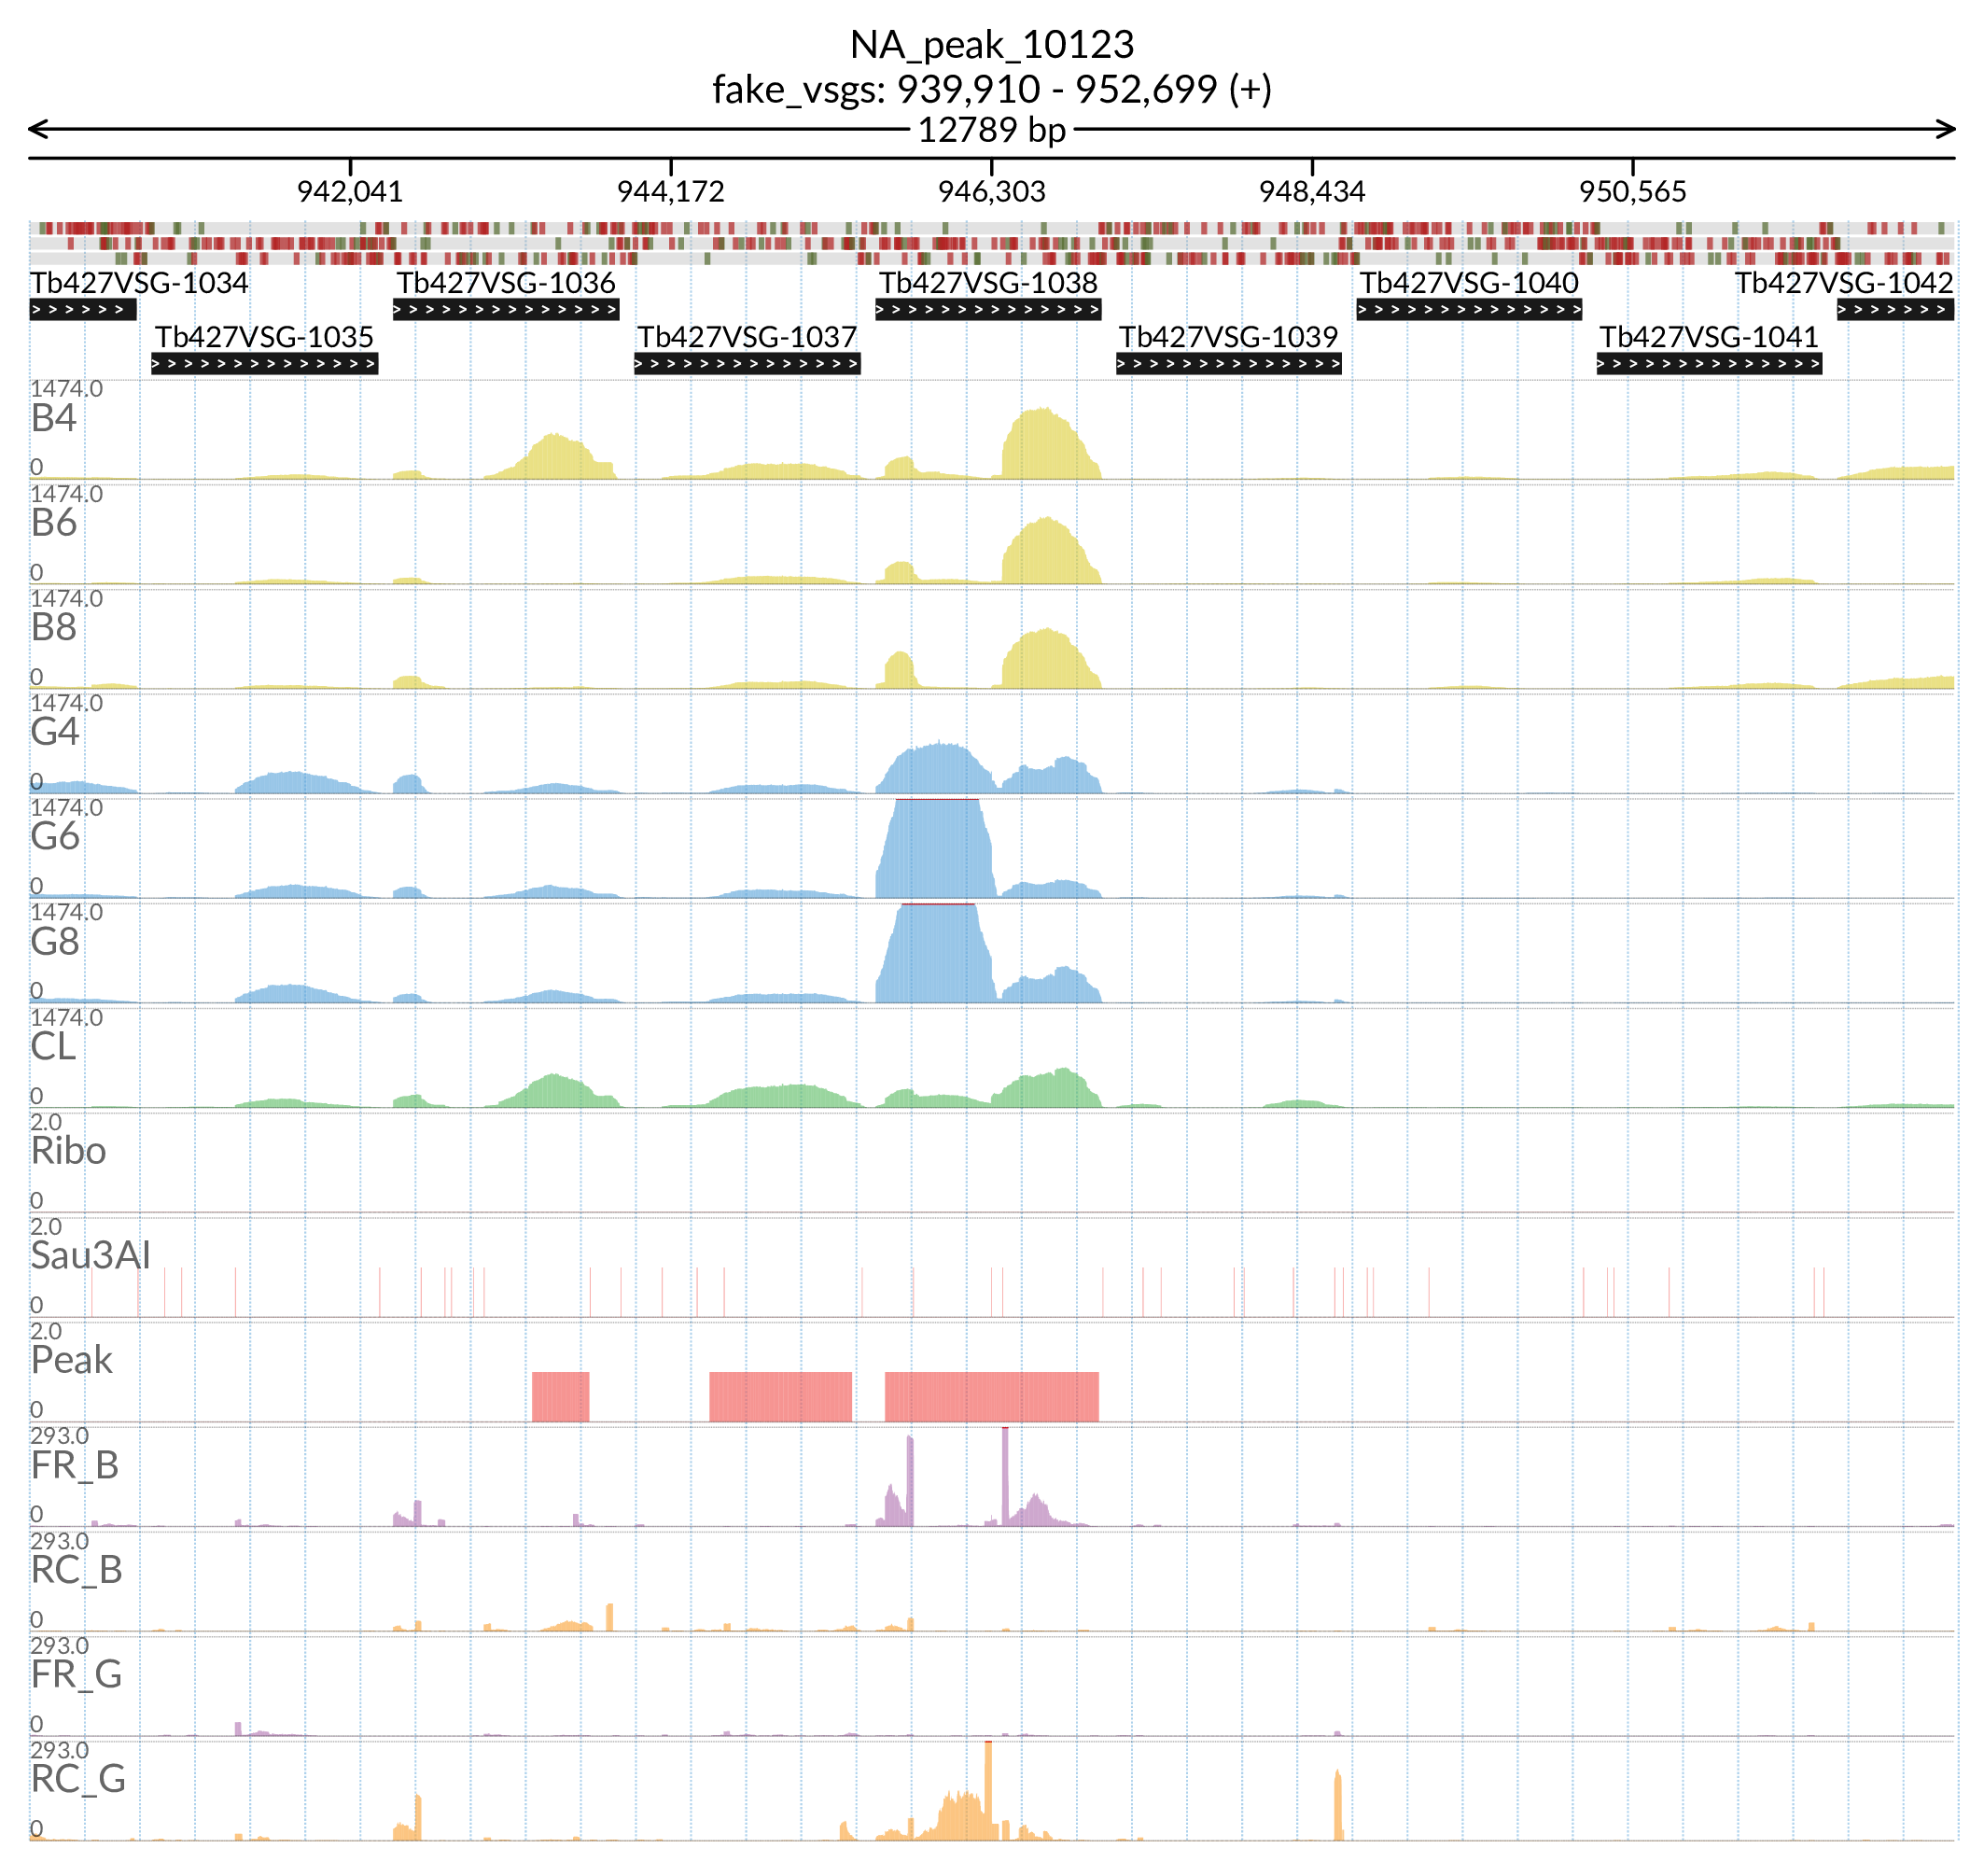 NA_peak_10123
fake_vsgs: 939,910 - 952,699 (+)
12789 bp
942,041 944,172 946,303 948,434 950,565
Tb427VSG-1034 Tb427VSG-1036 Tb427VSG-1038 Tb427VSG-1040 Tb427VSG-1042
Tb427VSG-1035 Tb427VSG-1037 Tb427VSG-1039 Tb427VSG-1041
1474.0
B4
0
1474.0
B6
0
1474.0
B8
0
1474.0
G4
0
1474.0
G6
0
1474.0
G8
0
1474.0
CL
0
2.0
Ribo
0
2.0
Sau3AI
0
2.0
Peak
0
293.0
FR_B
0
293.0
RC_B
0
293.0
FR_G
0
293.0
RC_G
0